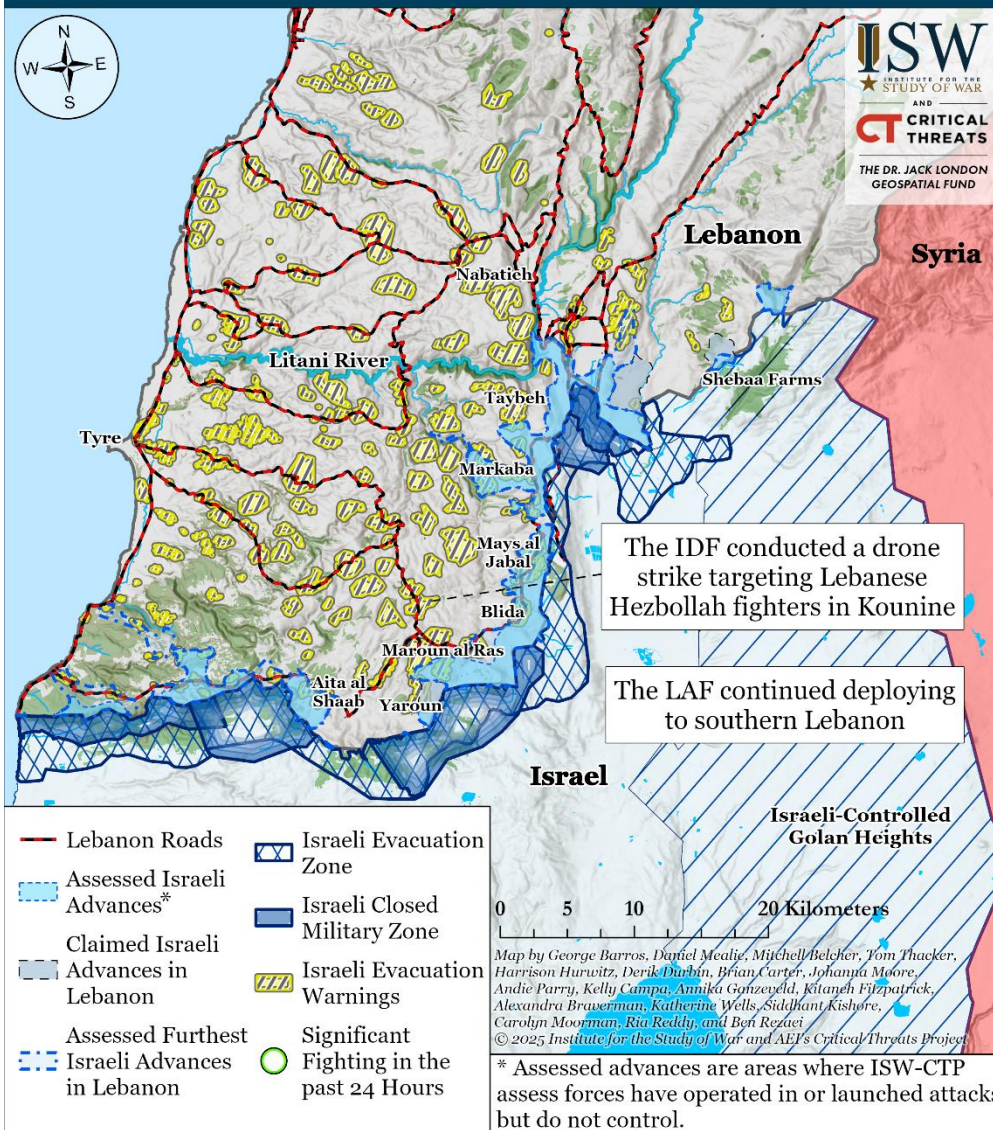 N
W E
S
ISW
INSTITUTE FOR THE
STUDY OF WAR
AND
CT CRITICAL
THREATS
THE DR. JACK LONDON
GEOSPATIAL FUND
Lebanon
Syria
Nabatieh
Litani River
Shebaa Farms
Taybeh
Tyre
Markaba
Mays al
Jabal
Blida
Maroun al Ras
Aita al
Shaab
Yaroun
The IDF conducted a drone
strike targeting Lebanese
Hezbollah fighters in Kounine
The LAF continued deploying
to southern Lebanon
Israel
Israeli-Controlled
Golan Heights
Lebanon Roads
Assessed Israeli
Advances*
Claimed Israeli
Advances in
Lebanon
Assessed Furthest
Israeli Advances
in Lebanon
Israeli Evacuation
Zone
Israeli Closed
Military Zone
Israeli Evacuation
Warnings
Significant
Fighting in the
past 24 Hours
0 5 10 20 Kilometers
Map by George Barros, Daniel Mealie, Mitchell Belcher, Tom Thacker,
Harrison Hurwitz, Derik Durbin, Brian Carter, Johanna Moore,
Andie Parry, Kelly Campa, Annika Ganzeveld, Kitaneh Fitzpatrick,
Alexandra Braverman, Katherine Wells, Siddhant Kishore,
Carolyn Moorman, Ria Reddy, and Ben Rezaei
© 2025 Institute for the Study of War and AEI's Critical Threats Project
* Assessed advances are areas where ISW-CTP
assess forces have operated in or launched attacks
but do not control.